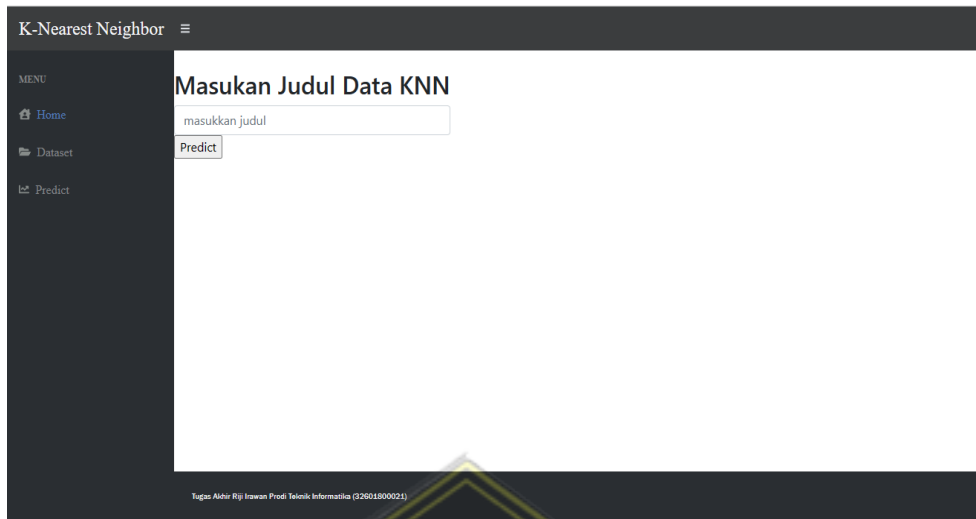 K-Nearest Neighbor
MENU
Home
Dataset
Predict
Masukan Judul Data KNN
masukkan judul
Predict
Tugas Akhir Riji Irawan Prodi Teknik Informatika (32601800021)